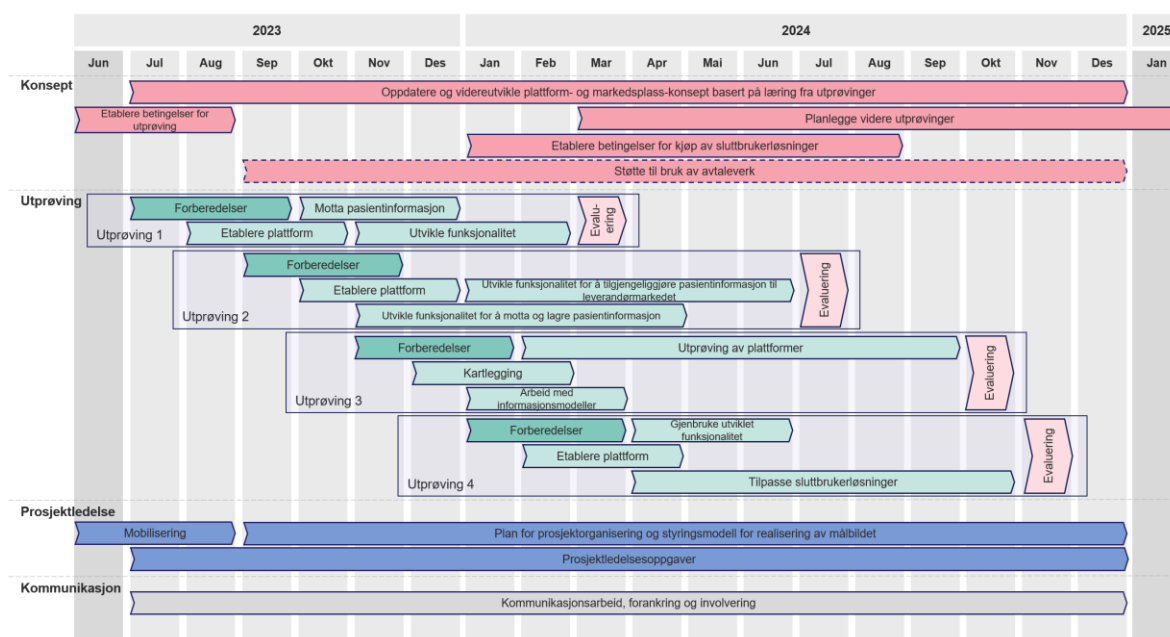 2023
2024
2025
Jun
Jul
Aug
Sep
Okt
Nov
Des
Jan
Feb
Mar
Apr
Mai
Jun
Jul
Aug
Sep
Okt
Nov
Des
Jan
Konsept
Oppdatere og videreutvikle plattform- og markedsplass-konsept basert på læring fra utprøvinger
Etablere betingelser for
utprøving
Planlegge videre utprøvinger
Etablere betingelser for kjøp av sluttbrukerløsninger
Støtte til bruk av avtaleverk
Utprøving
Forberedelser
Motta pasientinformasjon
Evalu-
ering
Utprøving 1
Etablere plattform
Utvikle funksjonalitet
Forberedelser
Etablere plattform
Utvikle funksjonalitet for å tilgjengeliggjøre pasientinformasjon til
leverandørmarkedet
Evaluering
Utprøving 2
Utvikle funksjonalitet for å motta og lagre pasientinformasjon
Forberedelser
Utprøving av plattformer
Evaluering
Kartlegging
Utprøving 3
Arbeid med
informasjonsmodeller
Forberedelser
Gjenbruke utviklet
funksjonalitet
Evaluering
Etablere plattform
Utprøving 4
Tilpasse sluttbrukerløsninger
Prosjektledelse
Mobilisering
Plan for prosjektorganisering og styringsmodell for realisering av målbildet
Prosjektledelsesoppgaver
Kommunikasjon
Kommunikasjonsarbeid, forankring og involvering